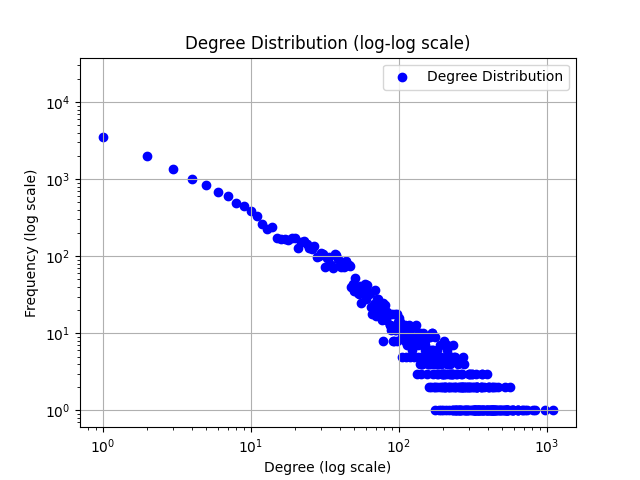 Degree Distribution (log-log scale)
Degree Distribution
10⁴
10³
10²
10¹
10⁰
Frequency (log scale)
10⁰ 10¹ 10² 10³
Degree (log scale)